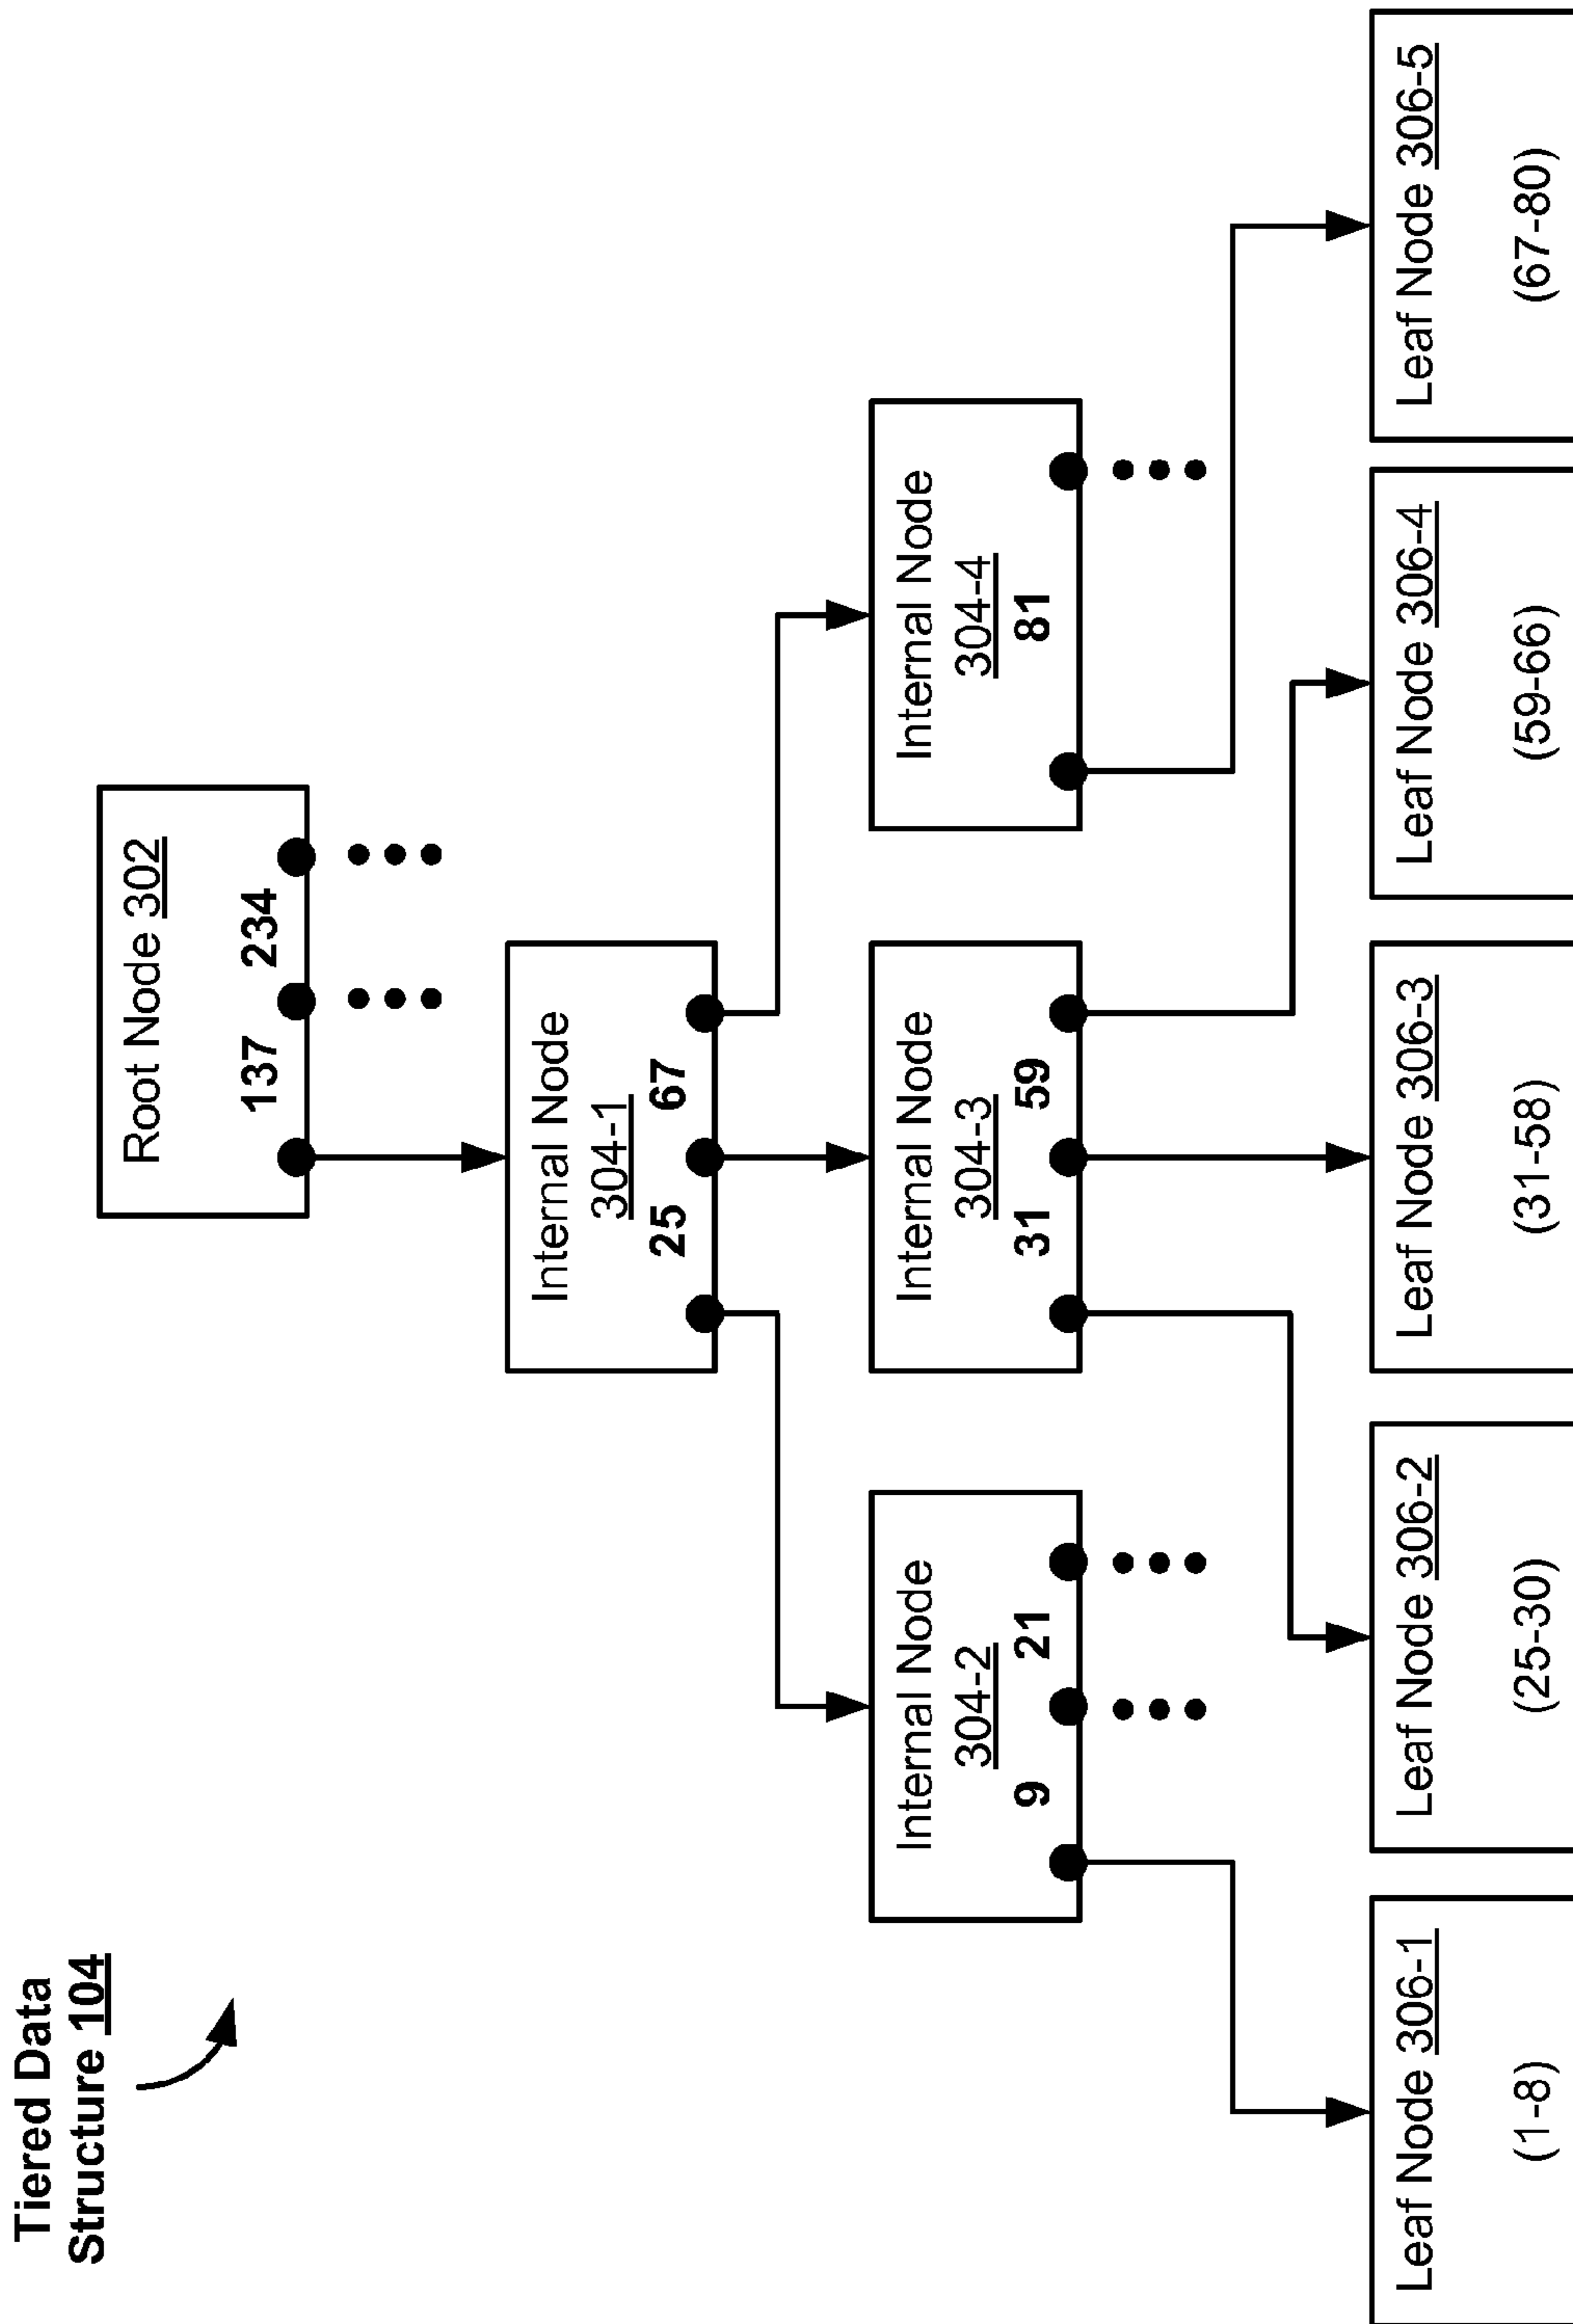 Tiered Data
Structure 104
Root Node 302
137 234
Internal Node
304-1
25 67
Internal Node
304-2
9 21
Internal Node
304-3
31 59
Internal Node
304-4
81
Leaf Node 306-1
(1-8)
Leaf Node 306-2
(25-30)
Leaf Node 306-3
(31-58)
Leaf Node 306-4
(59-66)
Leaf Node 306-5
(67-80)